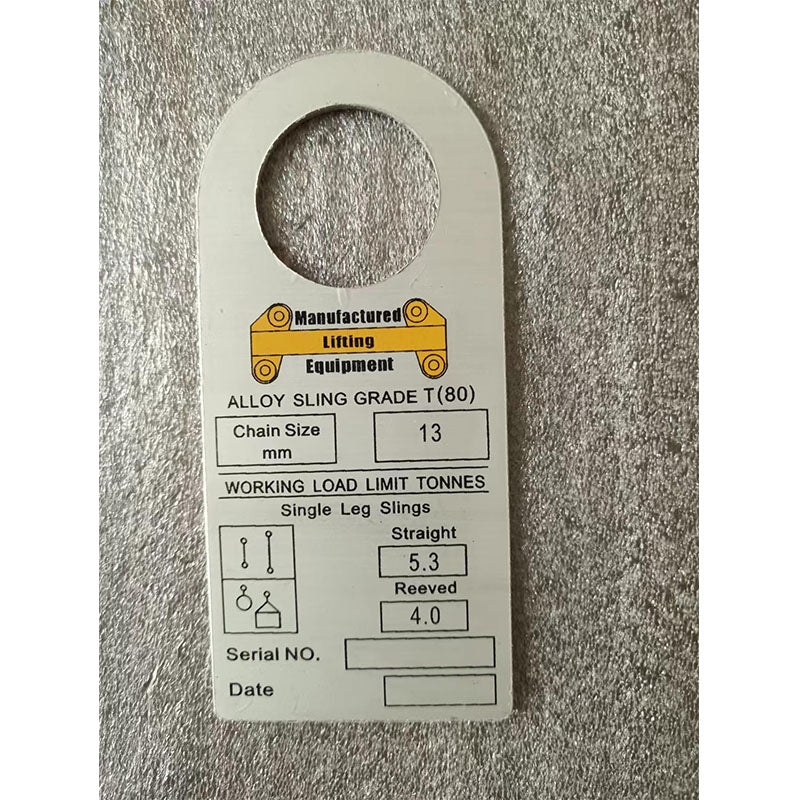 Manufactured
Lifting
Equipment
ALLOY SLING GRADE T(80)
Chain Size
mm
13
WORKING LOAD LIMIT TONNES
Single Leg Slings
Straight
5.3
Reeved
4.0
Serial NO.
Date